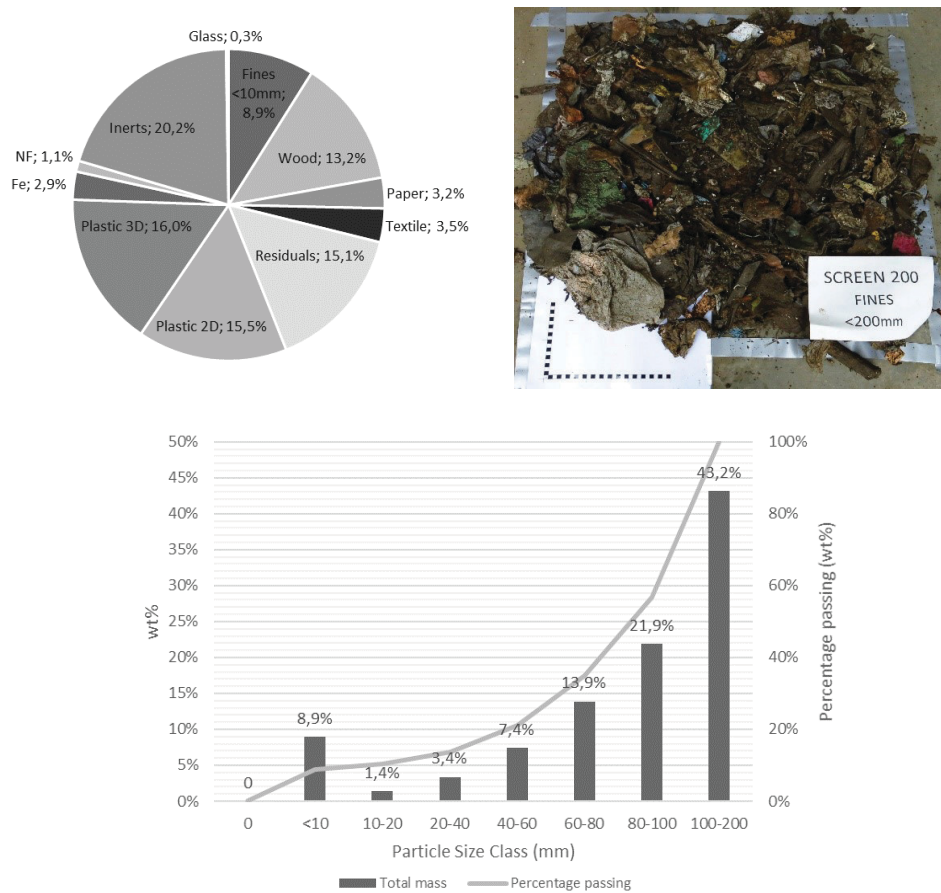 Glass; 0,3%
Fines
<10mm;
8,9%
Wood; 13,2%
Paper; 3,2%
Textile; 3,5%
Residuals; 15,1%
Plastic 2D; 15,5%
Plastic 3D; 16,0%
Fe; 2,9%
NF; 1,1%
Inerts; 20,2%
SCREEN 200
FINES
<200mm
50%
45%
40%
35%
30%
25%
20%
15%
10%
5%
0%
wt%
0
8,9%
1,4%
3,4%
7,4%
13,9%
21,9%
43,2%
100%
80%
60%
40%
20%
0%
Percentage passing (wt%)
0
<10
10-20
20-40
40-60
60-80
80-100
100-200
Particle Size Class (mm)
Total mass
Percentage passing